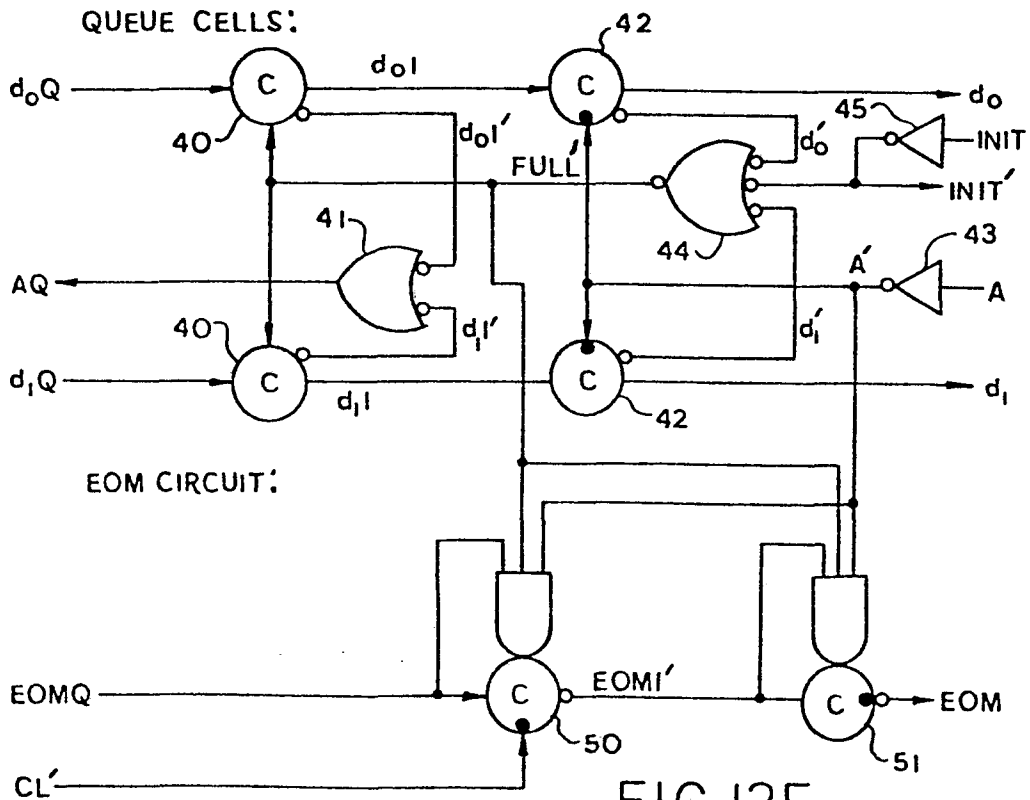 QUEUE CELLS:
42
d₀Q
C
d₀I
C
d₀
40
d₀I'
d₀'
45
INIT
FULL'
INIT'
41
44
43
AQ
A'
A
40
d₁I'
d₁'
d₁Q
C
d₁I
C
d₁
42
EOM CIRCUIT:
EOMQ
C
EOMI'
C
EOM
50
51
CL'